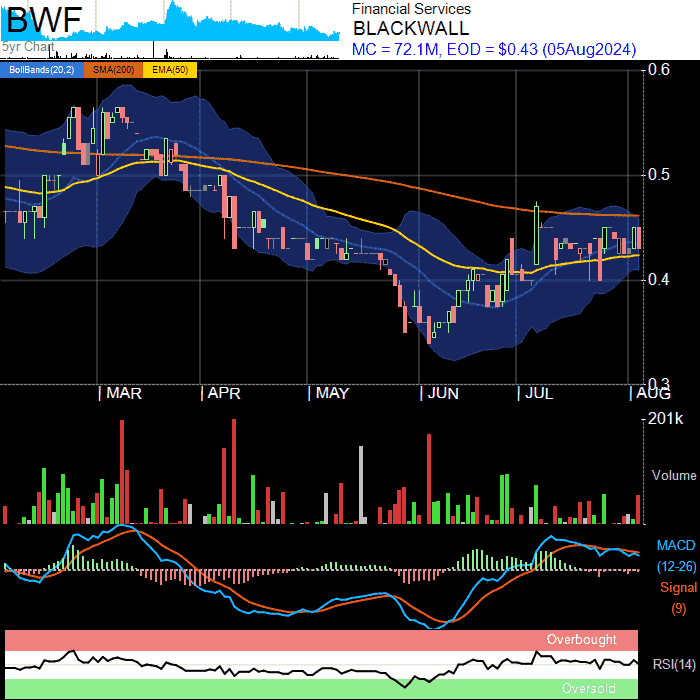 BWF
5yr Chart
Financial Services
BLACKWALL
MC = 72.1M, EOD = $0.43 (05Aug2024)
BollBands(20,2) SMA(200) EMA(50)
0.6
0.5
0.4
0.3
| MAR | APR | MAY | JUN | JUL | AUG
201k
Volume
MACD
(12-26)
Signal
(9)
Overbought
RSI(14)
Oversold